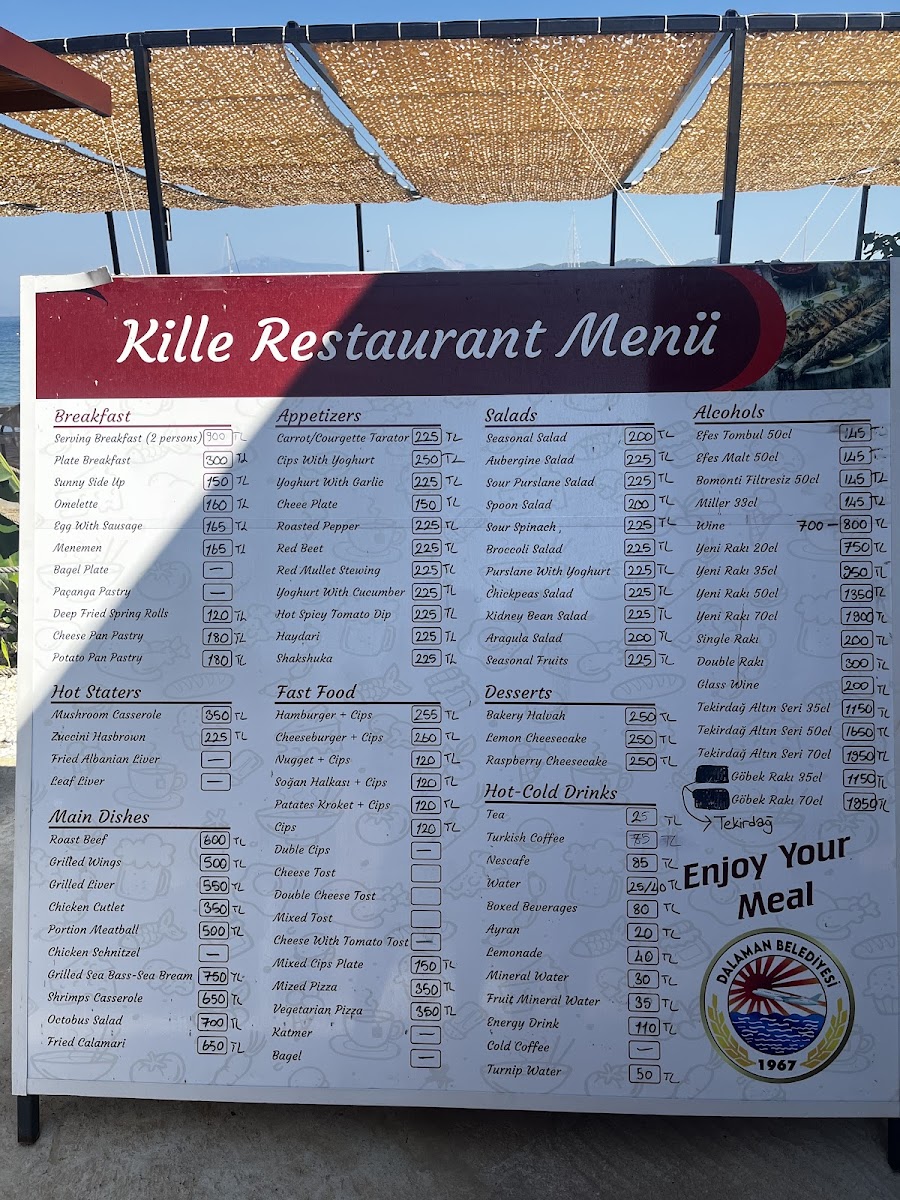 Kille Restaurant Menü
Breakfast
Serving Breakfast (2 persons) 900 TL
Plate Breakfast 300 TL
Sunny Side Up 150 TL
Omelette 160 TL
Egg With Sausage 165 TL
Menemen 165 TL
Bagel Plate —
Paçanga Pastry —
Deep Fried Spring Rolls 120 TL
Cheese Pan Pastry 180 TL
Potato Pan Pastry 180 TL
Hot Staters
Mushroom Casserole 350 TL
Zuccini Hasbrown 225 TL
Fried Albanian Liver —
Leaf Liver —
Main Dishes
Roast Beef 600 TL
Grilled Wings 500 TL
Grilled Liver 550 TL
Chicken Cutlet 350 TL
Portion Meatball 500 TL
Chicken Schnitzel —
Grilled Sea Bass-Sea Bream 750 TL
Shrimps Casserole 650 TL
Octobus Salad 700 TL
Fried Calamari 650 TL
Appetizers
Carrot/Courgette Tarator 225 TL
Cips With Yoghurt 250 TL
Yoghurt With Garlic 225 TL
Cheee Plate 150 TL
Roasted Pepper 225 TL
Red Beet 225 TL
Red Mullet Stewing 225 TL
Yoghurt With Cucumber 225 TL
Hot Spicy Tomato Dip 225 TL
Haydari 225 TL
Shakshuka 225 TL
Fast Food
Hamburger + Cips 255 TL
Cheeseburger + Cips 260 TL
Nugget + Cips 120 TL
Soğan Halkası + Cips 120 TL
Patates Kroket + Cips 120 TL
Cips 120 TL
Duble Cips —
Cheese Tost
Double Cheese Tost
Mixed Tost
Cheese With Tomato Tost —
Mixed Cips Plate 150 TL
Mized Pizza 350 TL
Vegetarian Pizza 350 TL
Katmer —
Bagel —
Salads
Seasonal Salad 200 TL
Aubergine Salad 225 TL
Sour Purslane Salad 225 TL
Spoon Salad 200 TL
Sour Spinach 225 TL
Broccoli Salad 225 TL
Purslane With Yoghurt 225 TL
Chickpeas Salad 225 TL
Kidney Bean Salad 225 TL
Aragula Salad 200 TL
Seasonal Fruits 225 TL
Desserts
Bakery Halvah 250 TL
Lemon Cheesecake 250 TL
Raspberry Cheesecake 250 TL
Hot-Cold Drinks
Tea 25 TL
Turkish Coffee 85 TL
Nescafe 85 TL
Water 25/40 TL
Boxed Beverages 80 TL
Ayran 20 TL
Lemonade 40 TL
Mineral Water 30 TL
Fruit Mineral Water 35 TL
Energy Drink 110 TL
Cold Coffee —
Turnip Water 50 TL
Alcohols
Efes Tombul 50cl 145 TL
Efes Malt 50cl 145 TL
Bomonti Filtresiz 50cl 145 TL
Miller 33cl 145 TL
Wine 700 — 800 TL
Yeni Rakı 20cl 750 TL
Yeni Rakı 35cl 950 TL
Yeni Rakı 50cl 1350 TL
Yeni Rakı 70cl TL
Single Rakı 200 TL
Double Rakı 300 TL
Glass Wine 200 TL
Tekirdağ Altın Seri 35cl 1150 TL
Tekirdağ Altın Seri 50cl 1650 TL
Tekirdağ Altın Seri 70cl 1950 TL
Göbek Rakı 35cl 1150 TL
Göbek Rakı 70cl TL
Tekirdağ
Enjoy Your
Meal
DALAMAN BELEDİYESİ
1967